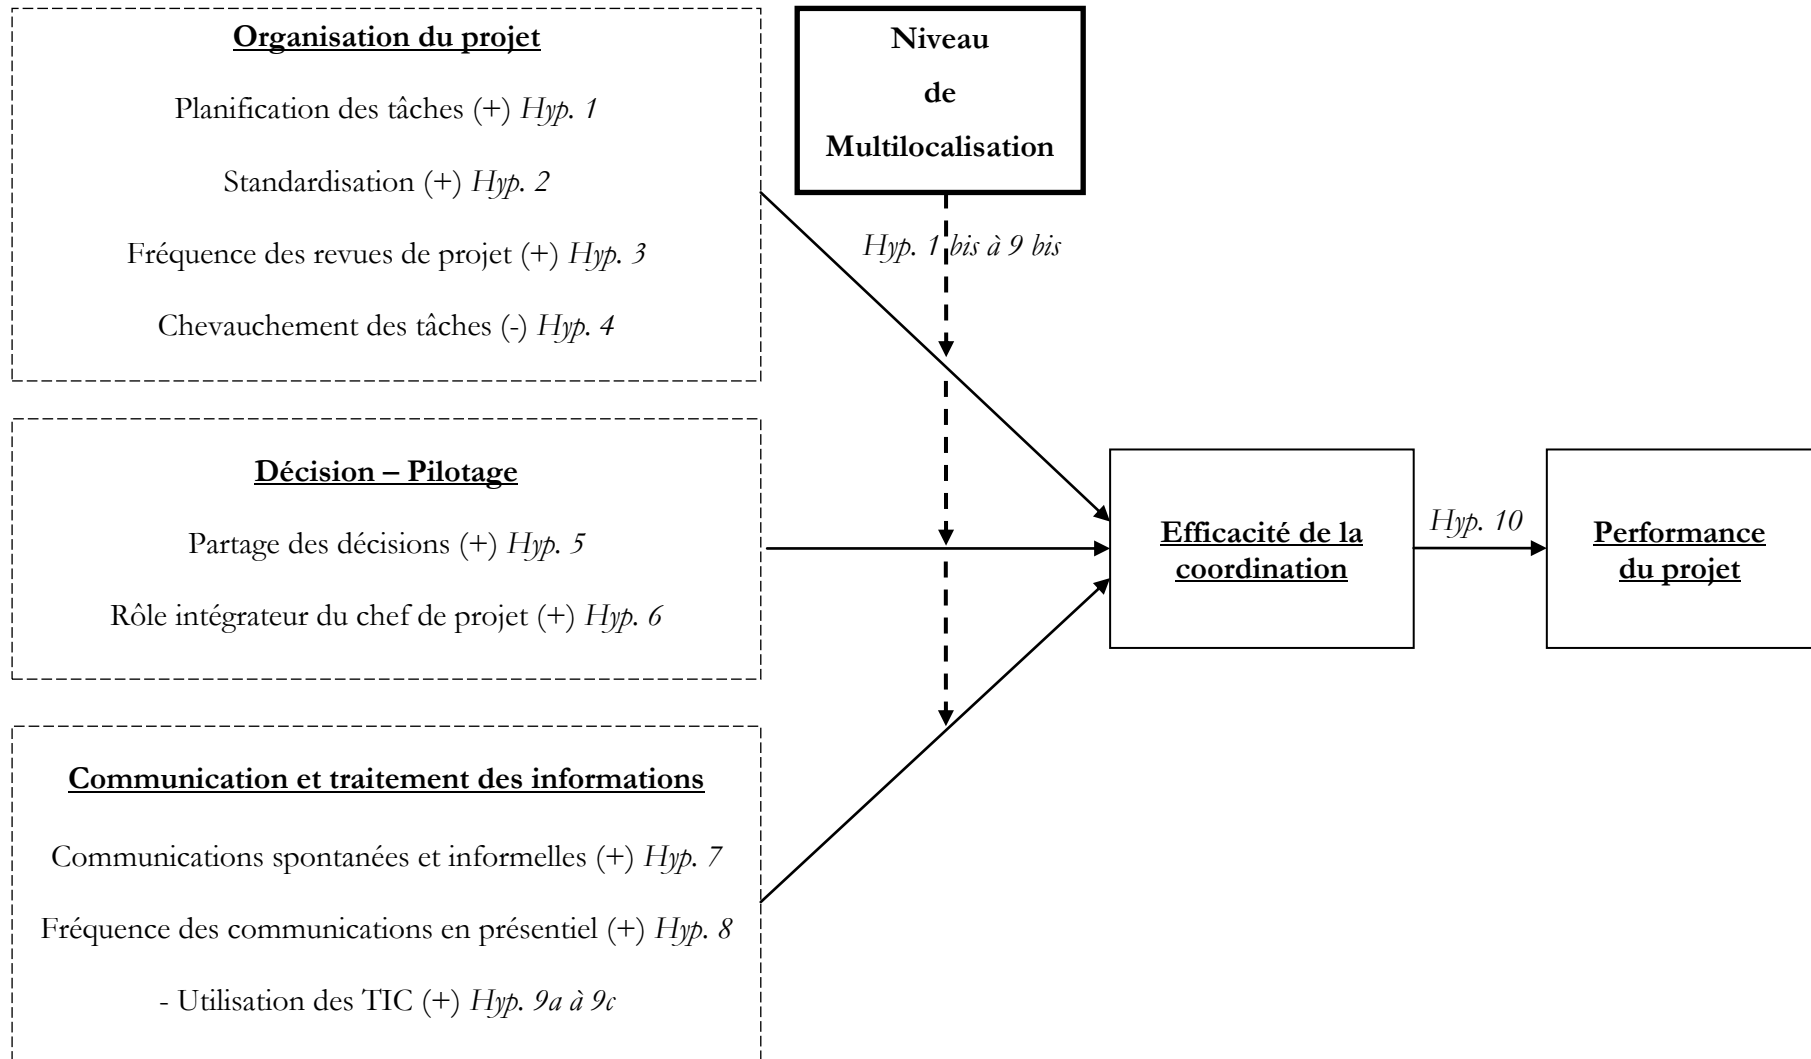 Organisation du projet
Planification des tâches (+) Hyp. 1
Standardisation (+) Hyp. 2
Fréquence des revues de projet (+) Hyp. 3
Chevauchement des tâches (-) Hyp. 4
Niveau
de
Multilocalisation
Hyp. 1 bis à 9 bis
Décision – Pilotage
Partage des décisions (+) Hyp. 5
Rôle intégrateur du chef de projet (+) Hyp. 6
Communication et traitement des informations
Communications spontanées et informelles (+) Hyp. 7
Fréquence des communications en présentiel (+) Hyp. 8
- Utilisation des TIC (+) Hyp. 9a à 9c
Efficacité de la
coordination
Hyp. 10
Performance
du projet